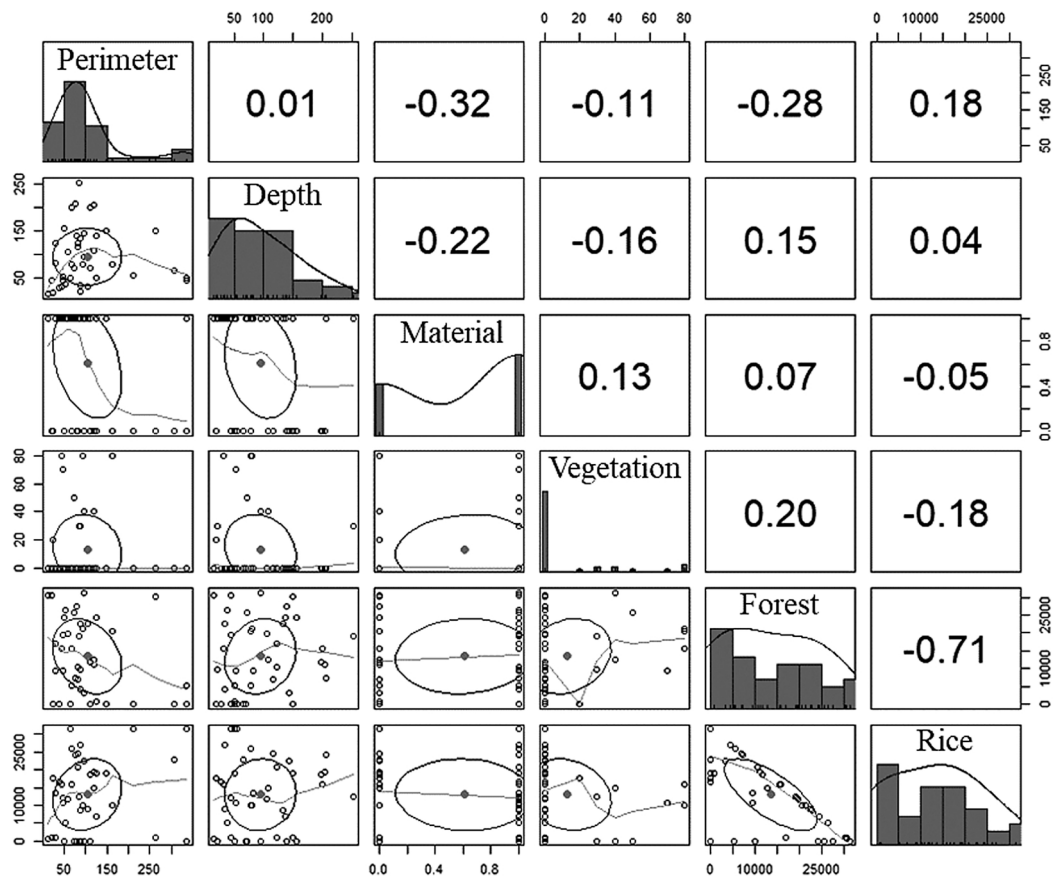 50 100 200 0 20 40 60 80 0 10000 25000
Perimeter 0.01 -0.32 -0.11 -0.28 0.18 50 150 250
50 150 250 Depth -0.22 -0.16 0.15 0.04
Material 0.13 0.07 -0.05 0.0 0.4 0.8
0 20 40 60 80 Vegetation 0.20 -0.18
Forest -0.71 0 10000 25000
0 10000 25000 Rice
50 150 250 0.0 0.4 0.8 0 10000 25000